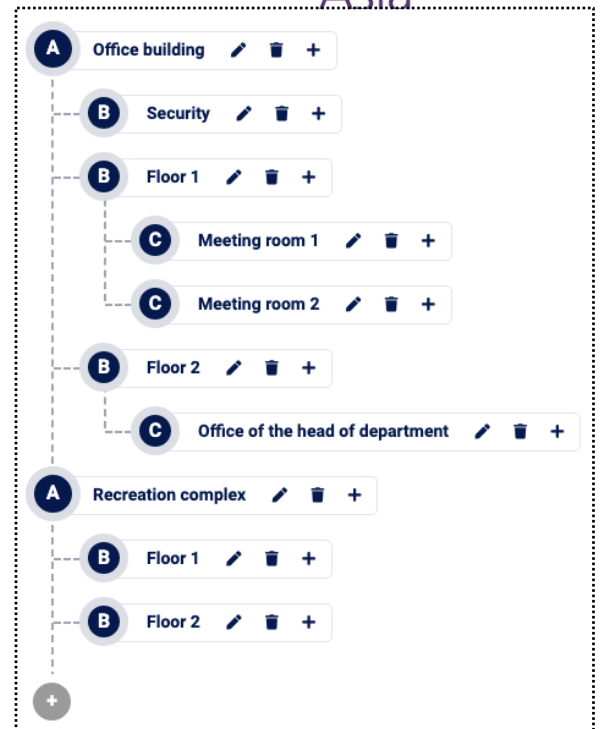 Asia
A Office building
B Security
B Floor 1
C Meeting room 1
C Meeting room 2
B Floor 2
C Office of the head of department
A Recreation complex
B Floor 1
B Floor 2